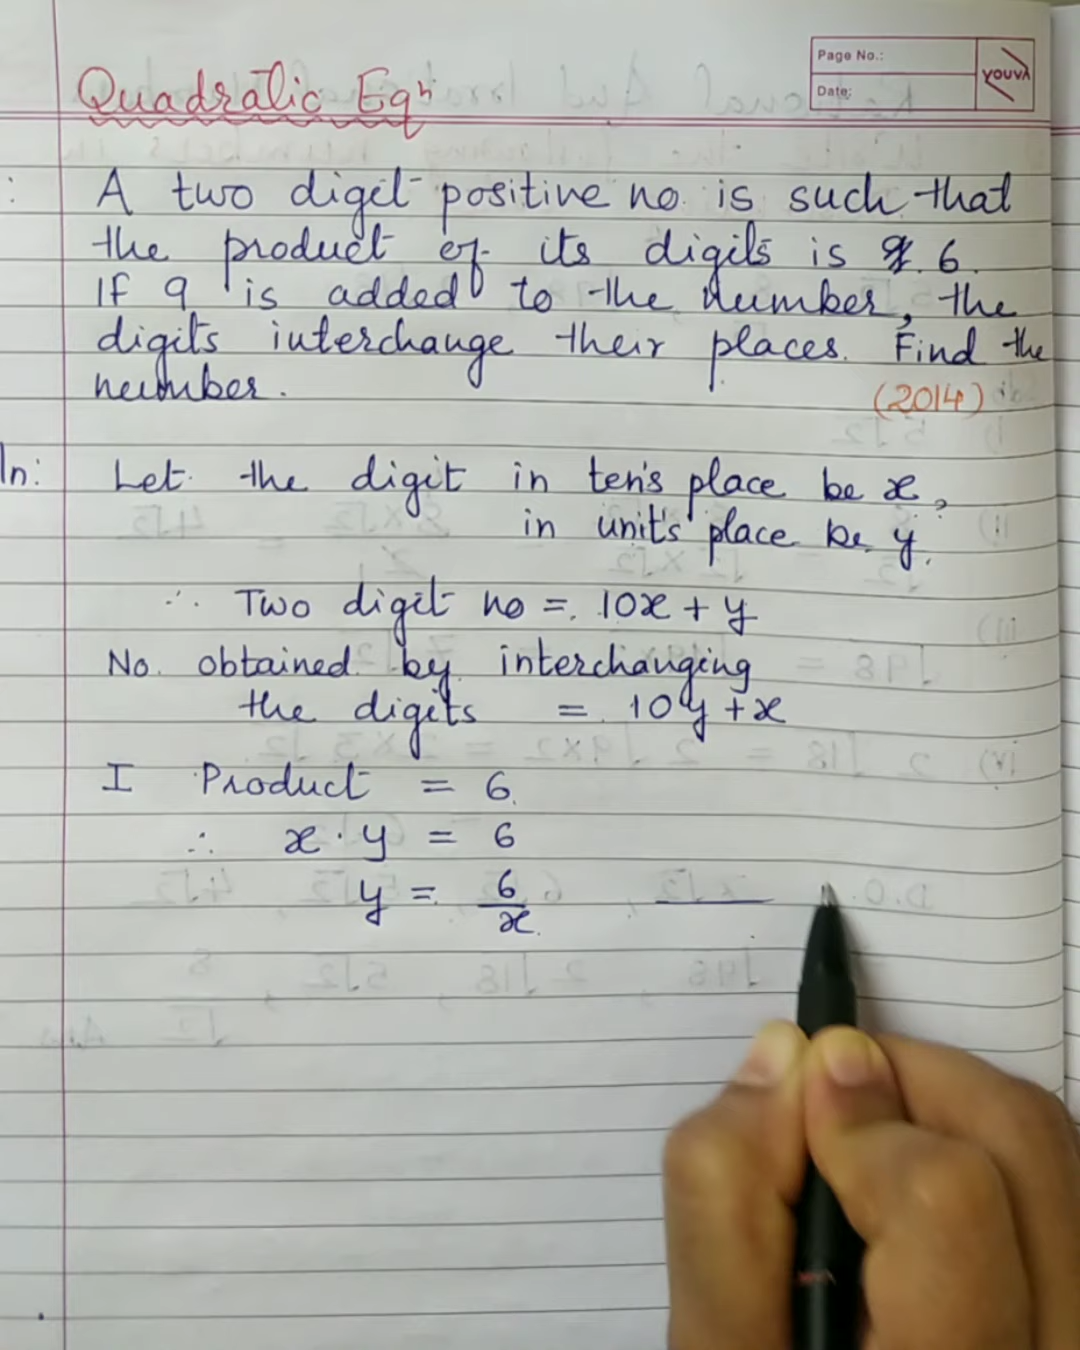 Page No.:
Date:
YOUVA
Quadratic Eqⁿ
: A two digit positive no. is such that
the product of its digits is 6.
If 9 is added to the number, the
digits interchange their places. Find the
number.
(2014)
ln: Let the digit in ten's place be x,
in unit's place be y.
∴ Two digit no = 10x + y
No. obtained by interchanging
the digits = 10y + x
I Product = 6
∴ x · y = 6
y = 6/x